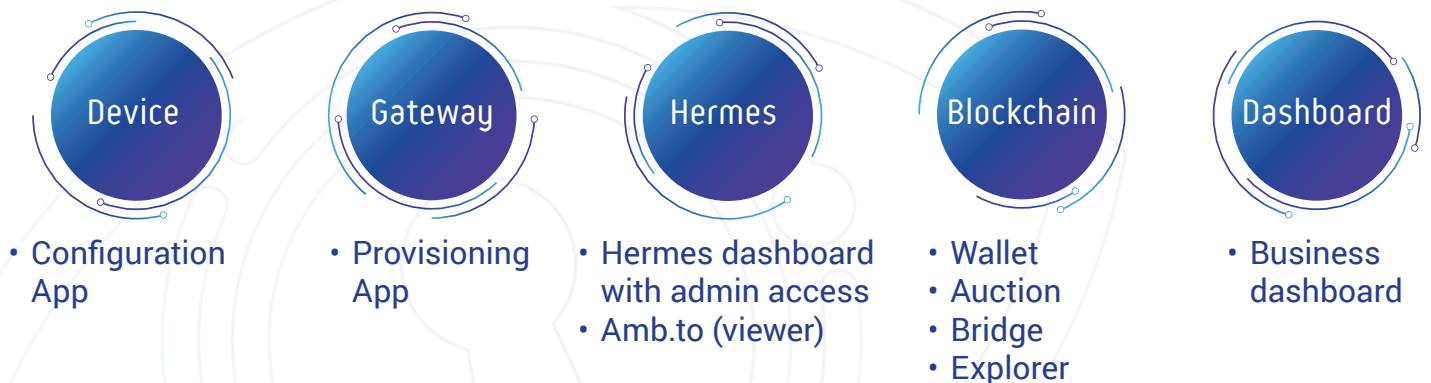 Device
• Configuration
App
Gateway
• Provisioning
App
Hermes
• Hermes dashboard
with admin access
• Amb.to (viewer)
Blockchain
• Wallet
• Auction
• Bridge
• Explorer
Dashboard
• Business
dashboard